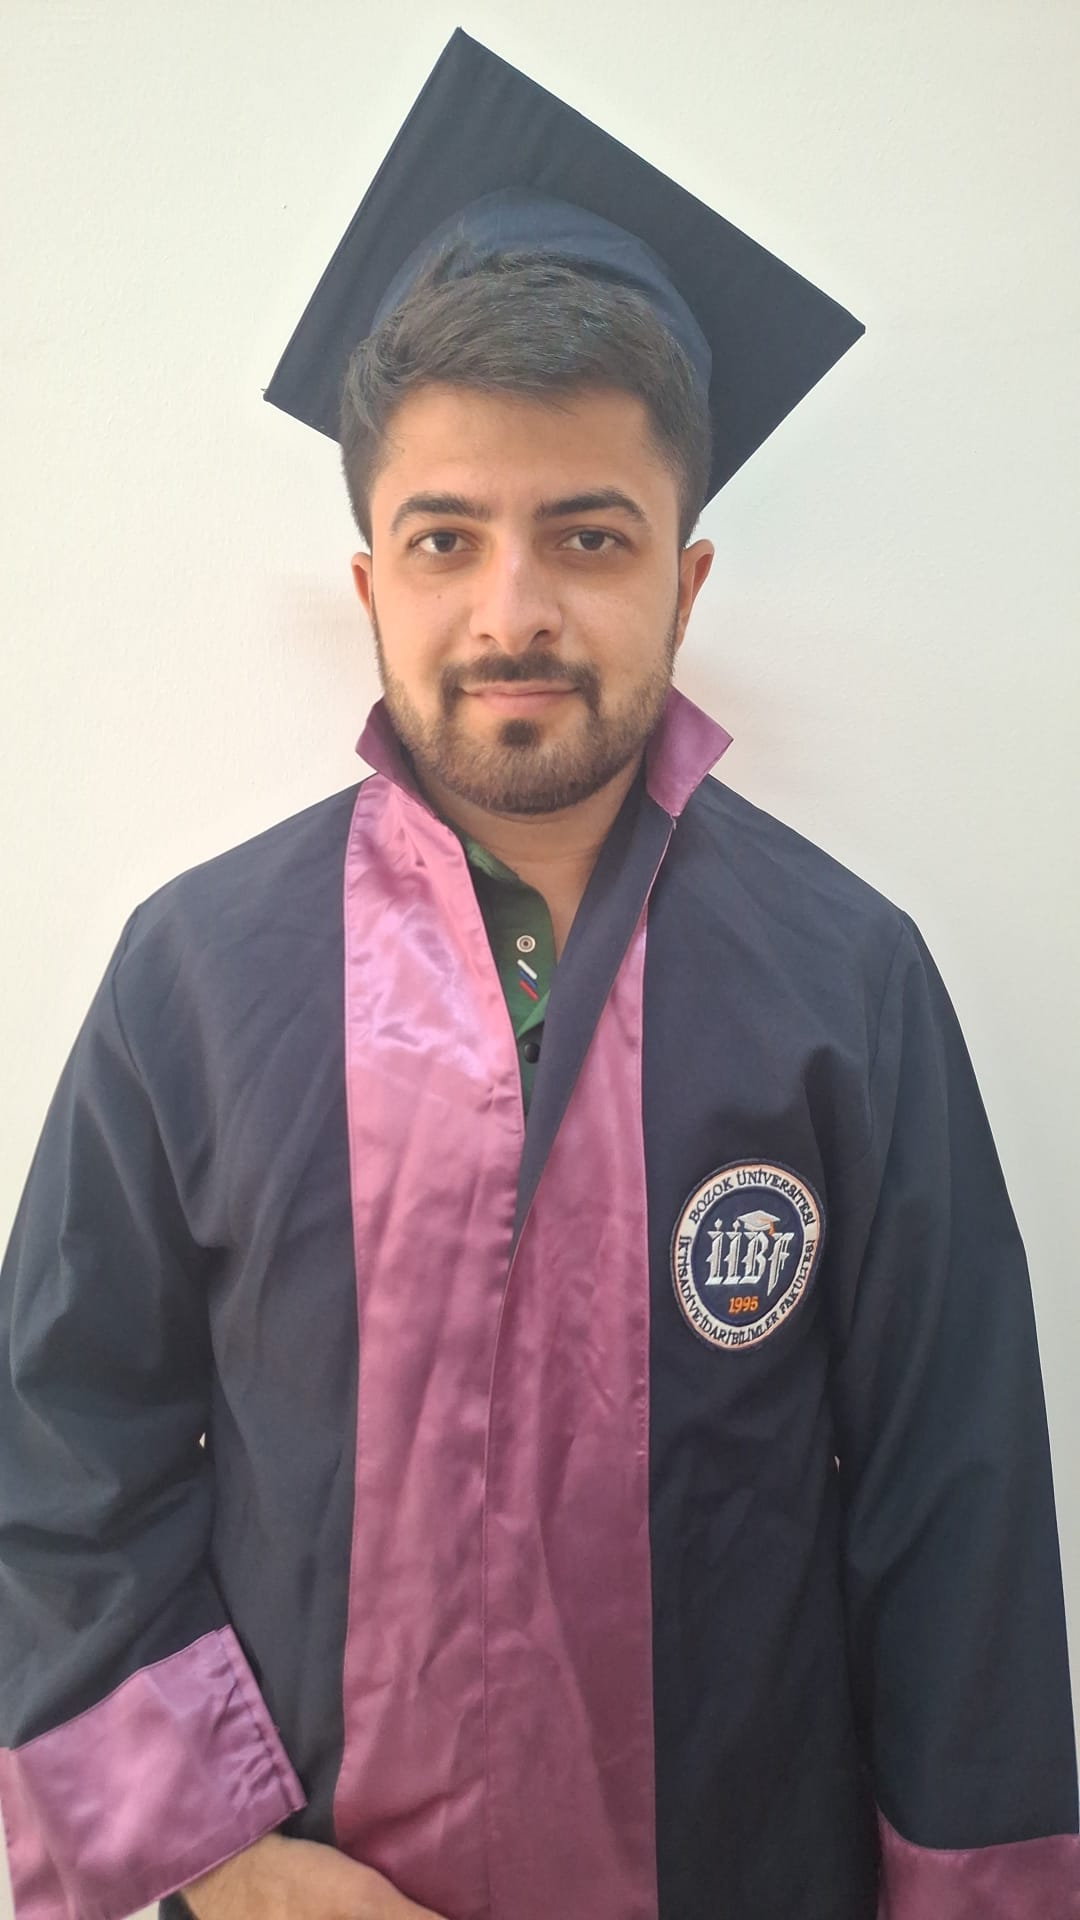 BOZOK ÜNİVERSİTESİ
İİBF
1995
İKTİSADİ VE İDARİ BİLİMLER FAKÜLTESİ